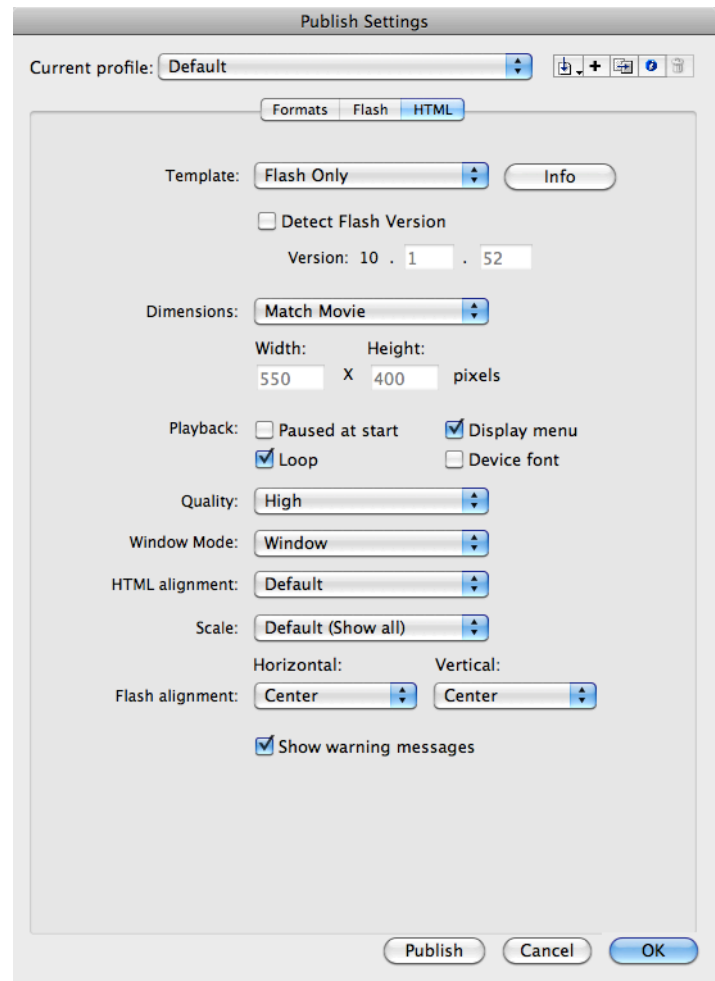 Publish Settings
Current profile: Default
Formats Flash HTML
Template: Flash Only Info
Detect Flash Version
Version: 10 . 1 . 52
Dimensions: Match Movie
Width: Height:
550 X 400 pixels
Playback: Paused at start Display menu
Loop Device font
Quality: High
Window Mode: Window
HTML alignment: Default
Scale: Default (Show all)
Horizontal: Vertical:
Flash alignment: Center Center
Show warning messages
Publish Cancel OK